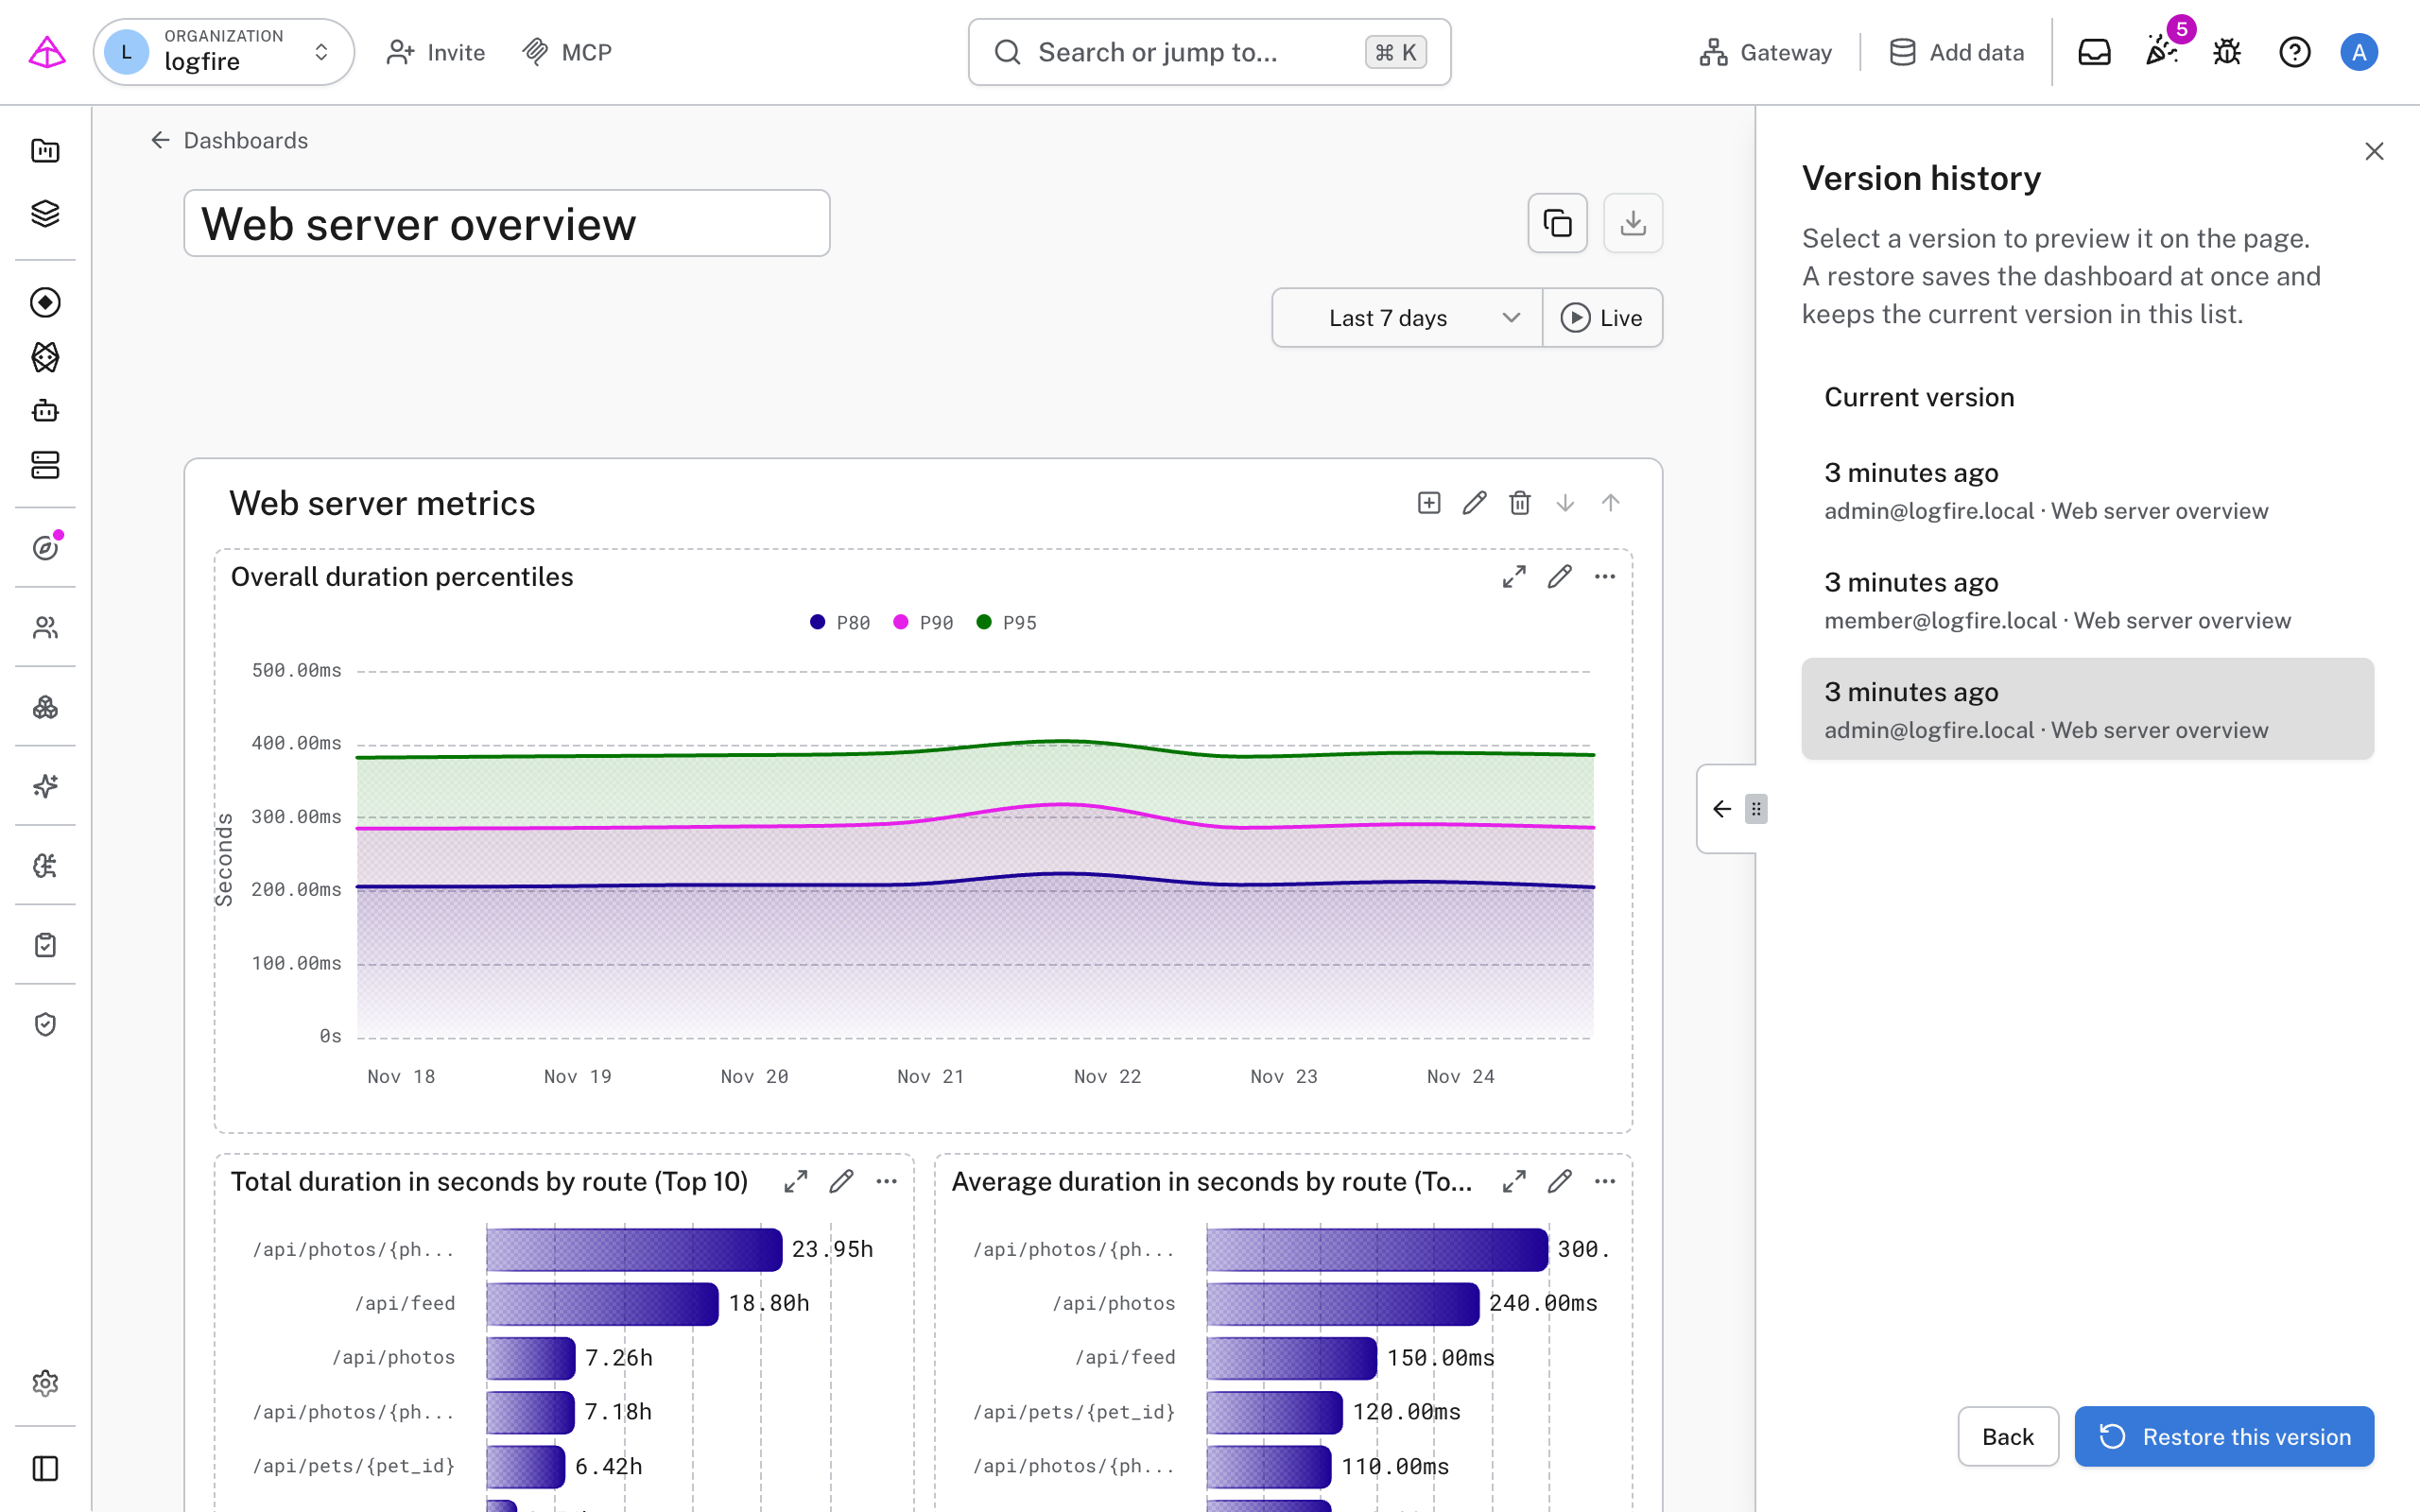 L
ORGANIZATION
logfire
Invite
MCP
Search or jump to...
⌘ K
Gateway
Add data
5
A
Dashboards
Web server overview
Last 7 days
Live
Web server metrics
Overall duration percentiles
P80
P90
P95
Seconds
500.00ms
400.00ms
300.00ms
200.00ms
100.00ms
0s
Nov 18
Nov 19
Nov 20
Nov 21
Nov 22
Nov 23
Nov 24
Total duration in seconds by route (Top 10)
/api/photos/{ph...
23.95h
/api/feed
18.80h
/api/photos
7.26h
/api/photos/{ph...
7.18h
/api/pets/{pet_id}
6.42h
Average duration in seconds by route (To...
/api/photos/{ph...
300.
/api/photos
240.00ms
/api/feed
150.00ms
/api/pets/{pet_id}
120.00ms
/api/photos/{ph...
110.00ms
Version history
Select a version to preview it on the page.
A restore saves the dashboard at once and
keeps the current version in this list.
Current version
3 minutes ago
admin@logfire.local · Web server overview
3 minutes ago
member@logfire.local · Web server overview
3 minutes ago
admin@logfire.local · Web server overview
Back
Restore this version